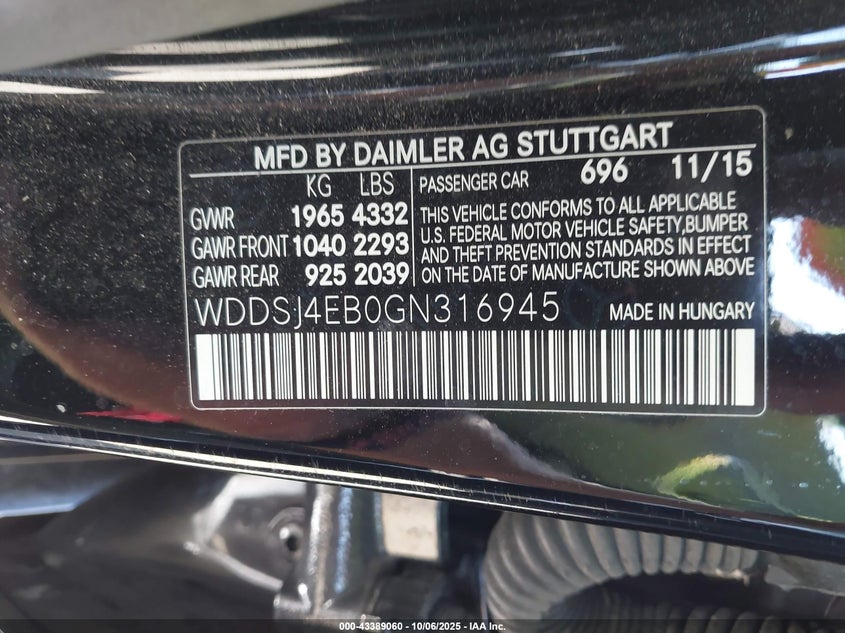 MFD BY DAIMLER AG STUTTGART
KG LBS
GVWR 1965 4332
GAWR FRONT 1040 2293
GAWR REAR 925 2039
PASSENGER CAR 696 11/15
THIS VEHICLE CONFORMS TO ALL APPLICABLE
U.S. FEDERAL MOTOR VEHICLE SAFETY,BUMPER
AND THEFT PREVENTION STANDARDS IN EFFECT
ON THE DATE OF MANUFACTURE SHOWN ABOVE
WDDSJ4EB0GN316945 MADE IN HUNGARY
000-43389060 - 10/06/2025 - IAA Inc.